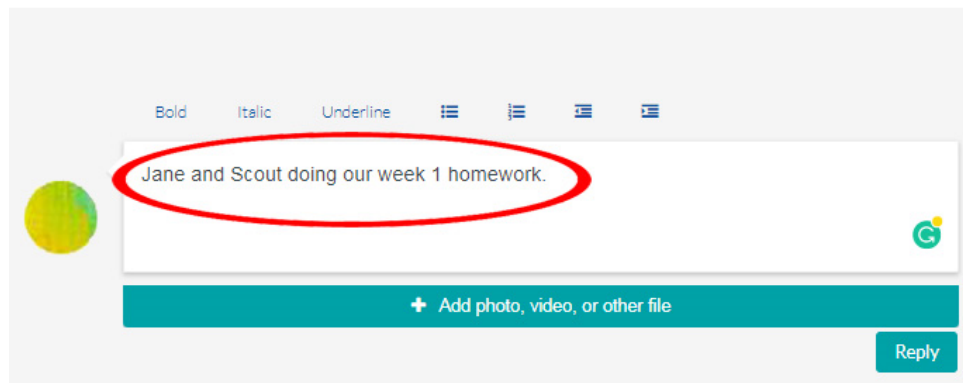 Bold Italic Underline
Jane and Scout doing our week 1 homework.
+ Add photo, video, or other file
Reply